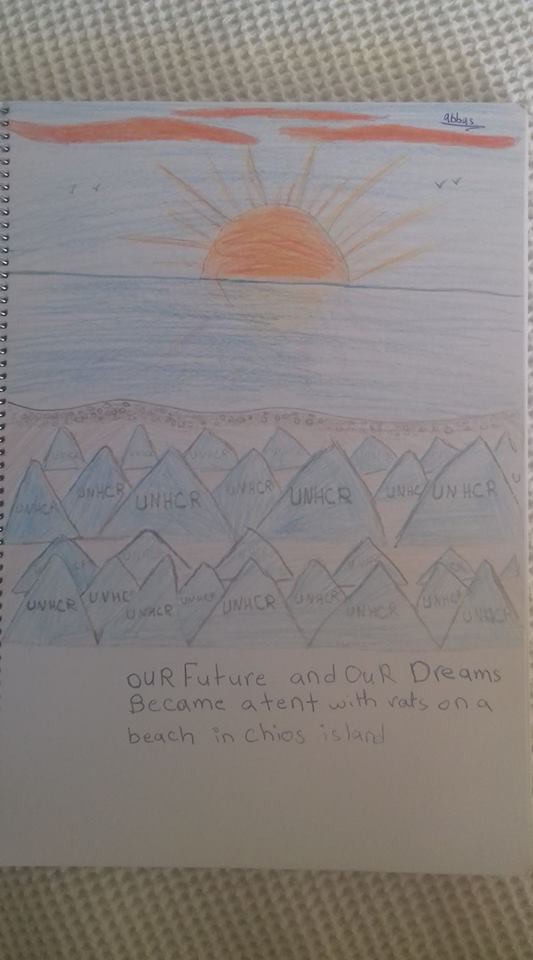 abbas
UNHCR UNHCR UNHCR UNHCR UNHCR UNHC UNHCR
UNHCR UNHC UNHCR UNHCR UNHCR UNHCR UNHCR UNHC UNHCR
OUR Future and OuR Dreams
Became a tent with rats on a
beach in Chios island